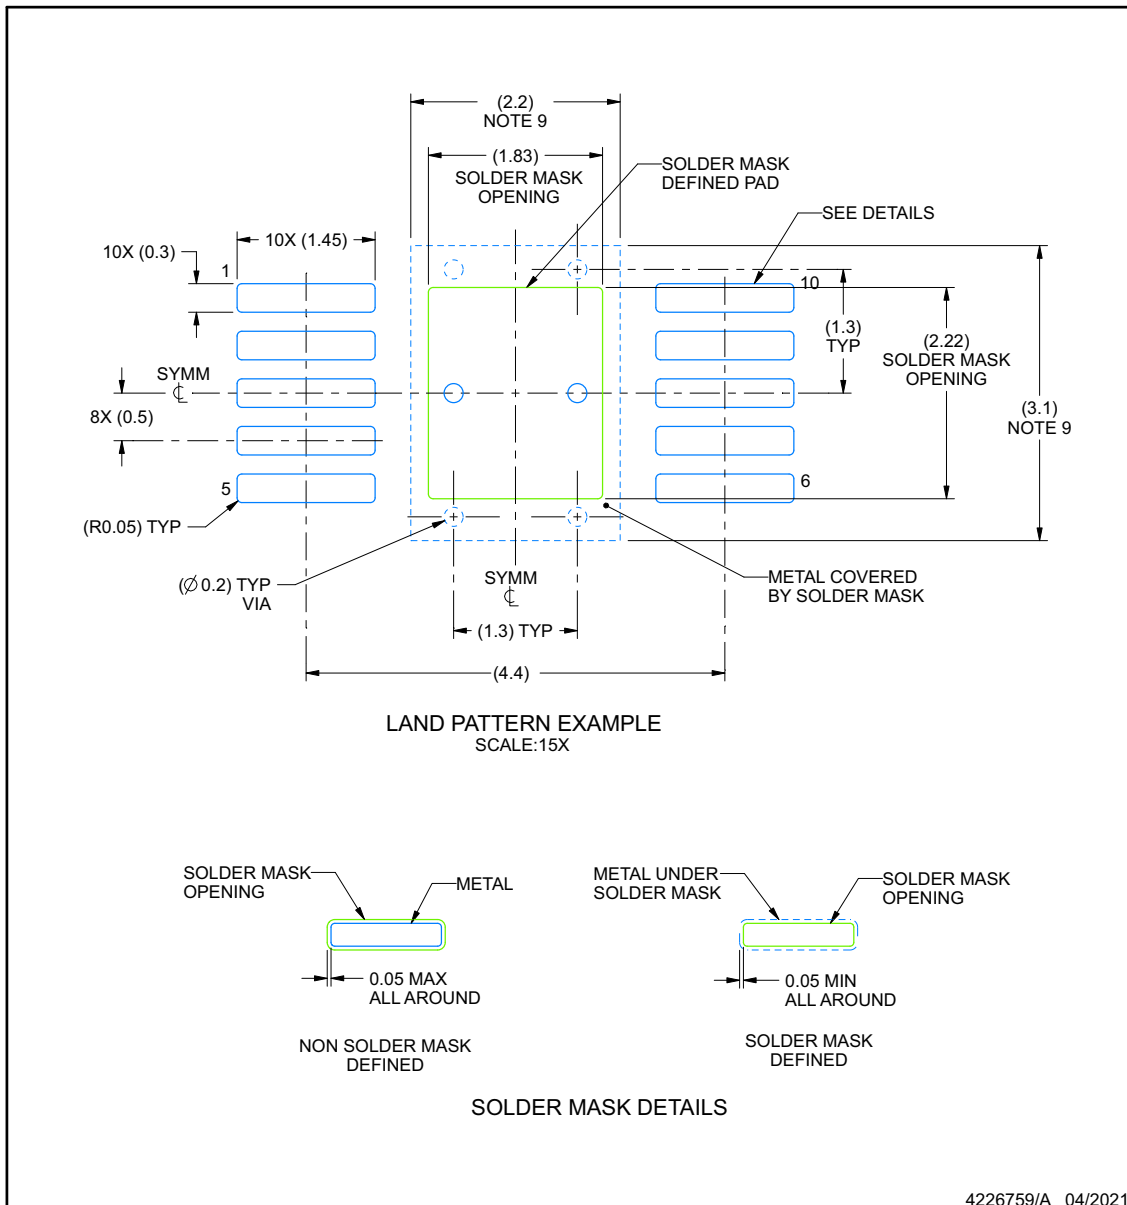 (2.2)
NOTE 9
(1.83)
SOLDER MASK
OPENING
SOLDER MASK
DEFINED PAD
SEE DETAILS
10X (1.45)
10X (0.3)
1
10
(1.3)
TYP
(2.22)
SOLDER MASK
OPENING
SYMM
℄
8X (0.5)
(3.1)
NOTE 9
5
6
(R0.05) TYP
(Ø 0.2) TYP
VIA
SYMM
℄
METAL COVERED
BY SOLDER MASK
(1.3) TYP
(4.4)
LAND PATTERN EXAMPLE
SCALE:15X
SOLDER MASK
OPENING
METAL
0.05 MAX
ALL AROUND
NON SOLDER MASK
DEFINED
METAL UNDER
SOLDER MASK
SOLDER MASK
OPENING
0.05 MIN
ALL AROUND
SOLDER MASK
DEFINED
SOLDER MASK DETAILS
4226759/A 04/2021